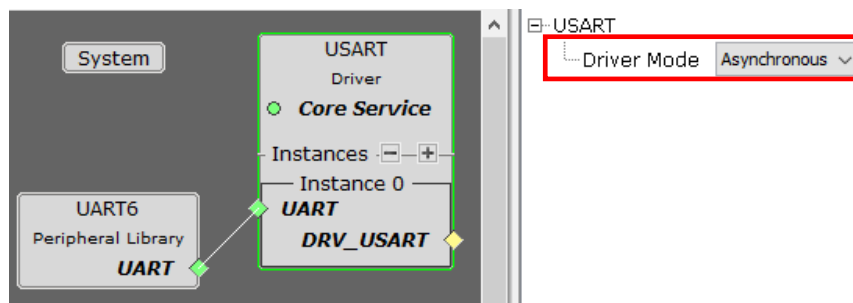 System
USART
Driver
Core Service
Instances
Instance 0
UART
DRV_USART
UART6
Peripheral Library
UART
USART
Driver Mode Asynchronous